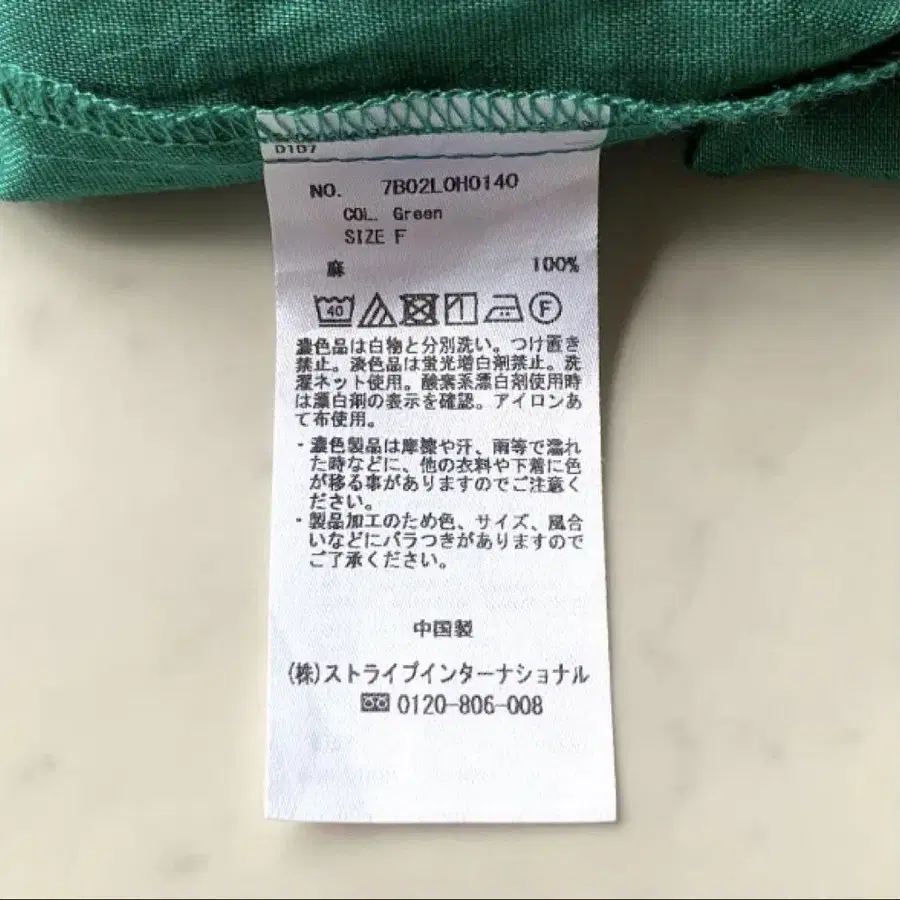 D1D7
NO. 7B02L0H0140
COL. Green
SIZE F
麻 100%
40 F
濃色品は白物と分別洗い。つけ置き
禁止。淡色品は蛍光増白剤禁止。洗
濯ネット使用。酸素系漂白剤使用時
は漂白剤の表示を確認。アイロンあ
て布使用。
・濃色製品は摩擦や汗、雨等で濡れ
た時などに、他の衣料や下着に色
が移る事がありますのでご注意く
ださい。
・製品加工のため色、サイズ、風合
いなどにバラつきがありますので
ご了承ください。
中国製
(株)ストライプインターナショナル
0120-806-008